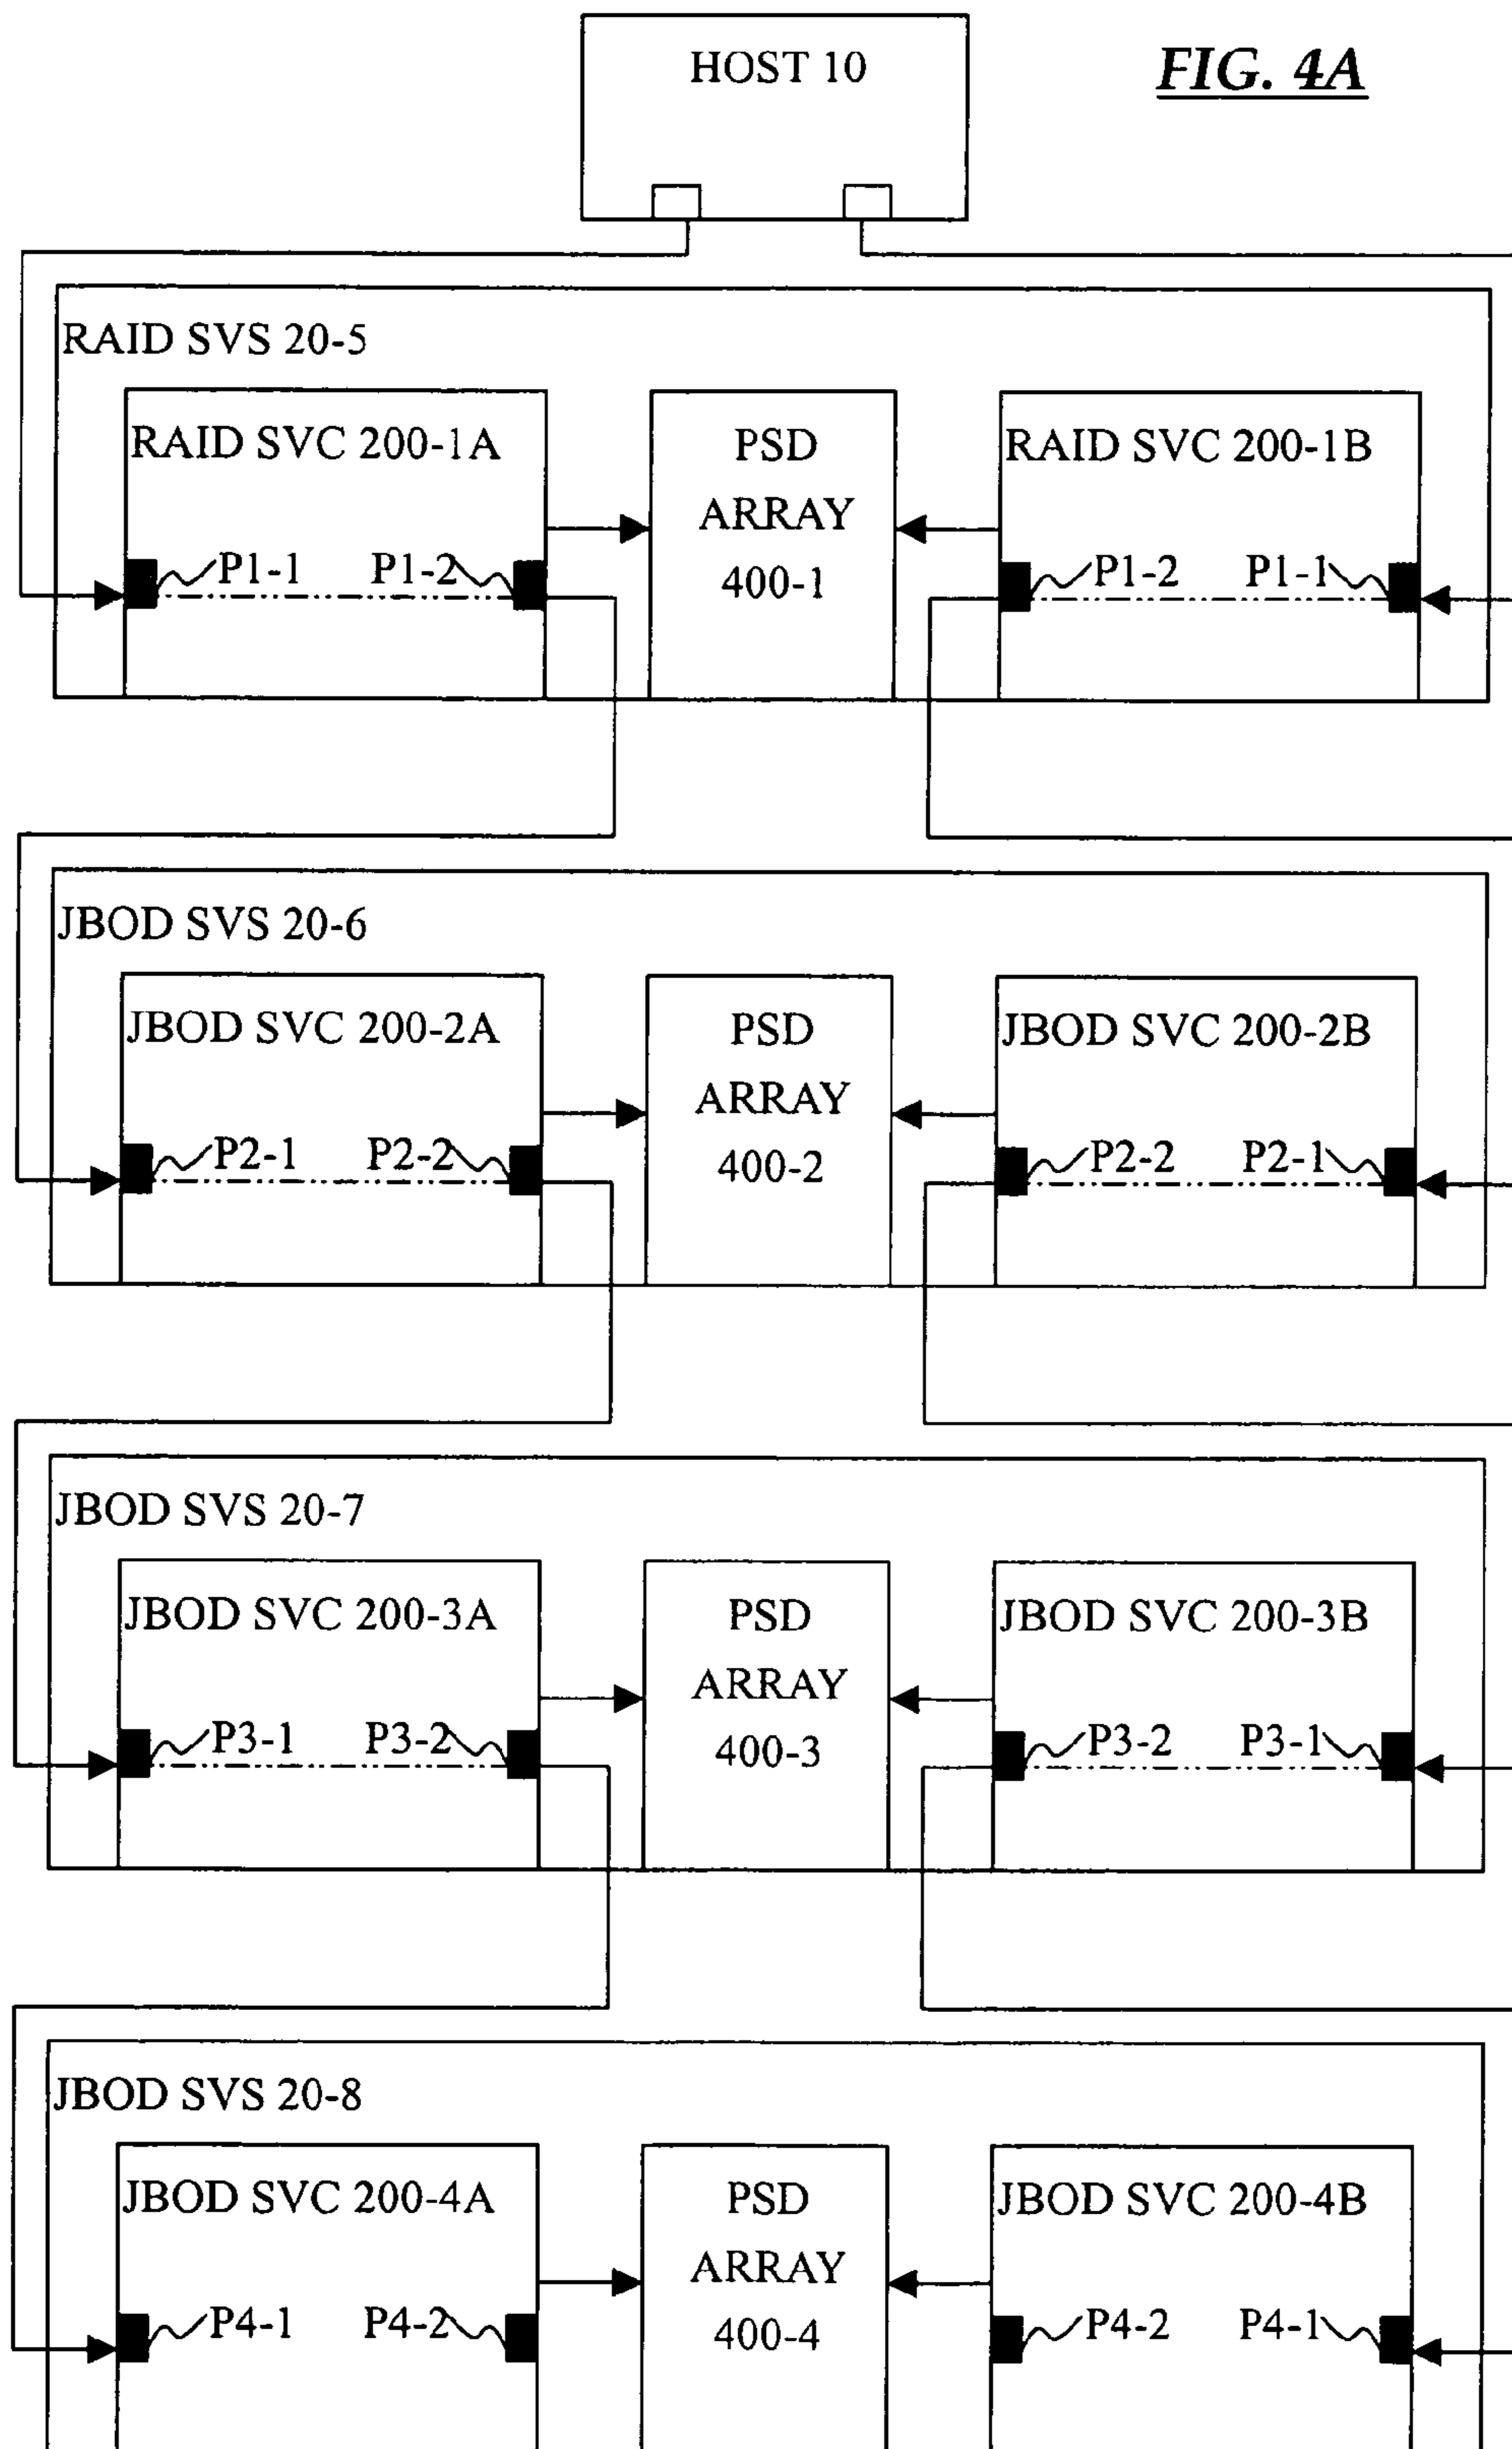 HOST 10
FIG. 4A
RAID SVS 20-5
RAID SVC 200-1A
PSD
ARRAY
400-1
RAID SVC 200-1B
P1-1
P1-2
P1-2
P1-1
JBOD SVS 20-6
JBOD SVC 200-2A
PSD
ARRAY
400-2
JBOD SVC 200-2B
P2-1
P2-2
P2-2
P2-1
JBOD SVS 20-7
JBOD SVC 200-3A
PSD
ARRAY
400-3
JBOD SVC 200-3B
P3-1
P3-2
P3-2
P3-1
JBOD SVS 20-8
JBOD SVC 200-4A
PSD
ARRAY
400-4
JBOD SVC 200-4B
P4-1
P4-2
P4-2
P4-1